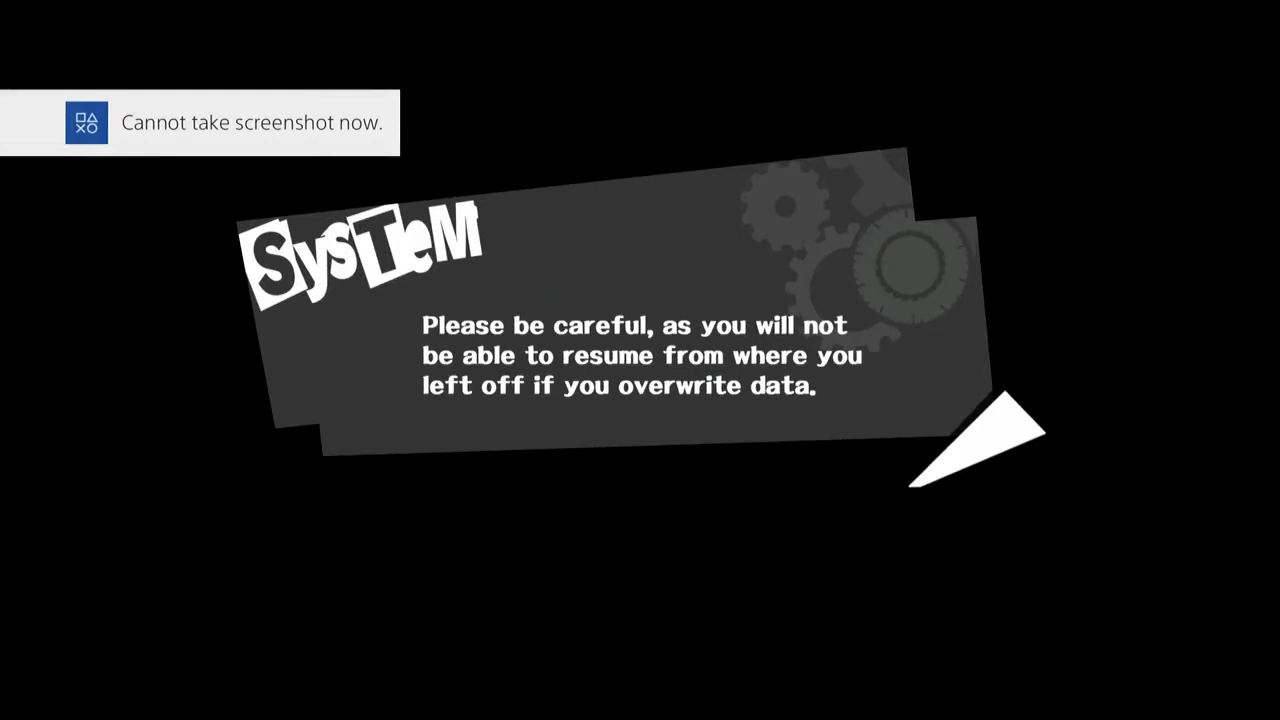 Cannot take screenshot now.
SysTeM
Please be careful, as you will not
be able to resume from where you
left off if you overwrite data.